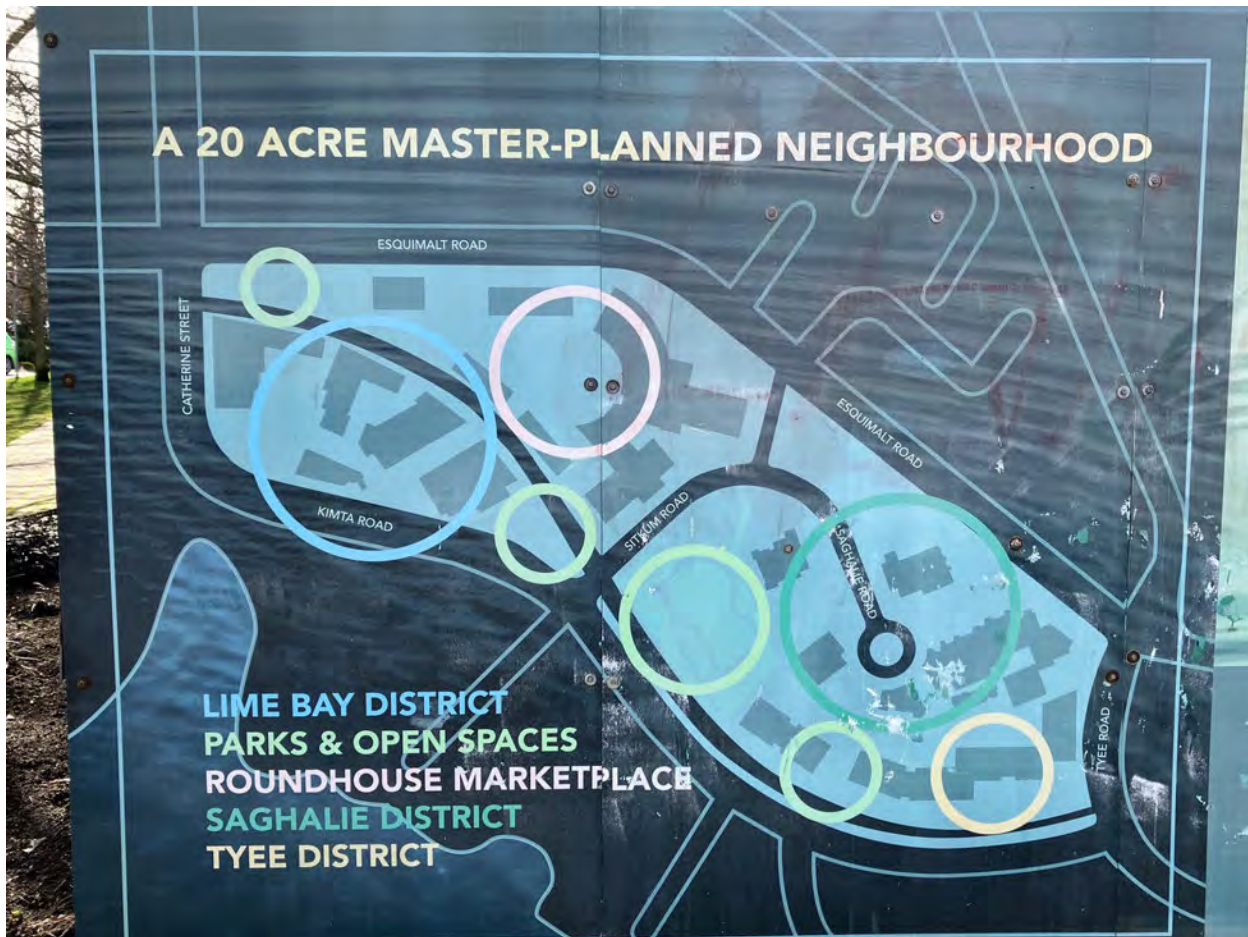 A 20 ACRE MASTER-PLANNED NEIGHBOURHOOD
ESQUIMALT ROAD
CATHERINE STREET
ESQUIMALT ROAD
KIMTA ROAD
SITKUM ROAD
SAGHALIE ROAD
TYEE ROAD
LIME BAY DISTRICT
PARKS & OPEN SPACES
ROUNDHOUSE MARKETPLACE
SAGHALIE DISTRICT
TYEE DISTRICT